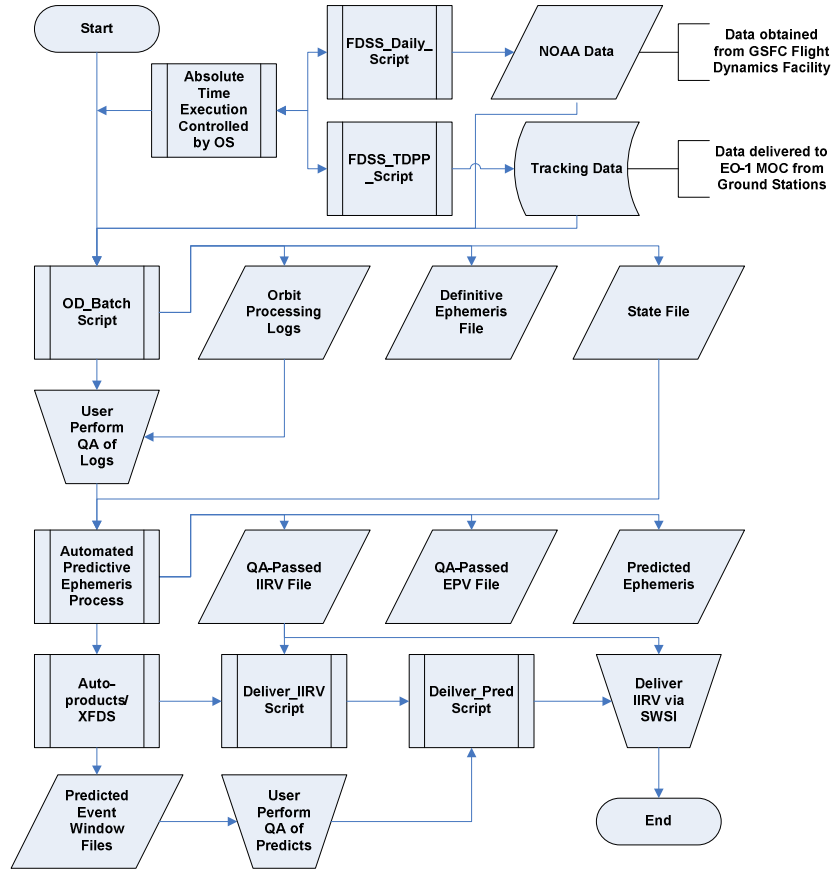 Start
Absolute
Time
Execution
Controlled
by OS
FDSS_Daily_
Script
NOAA Data
Data obtained
from GSFC Flight
Dynamics Facility
FDSS_TDPP
_Script
Tracking Data
Data delivered to
EO-1 MOC from
Ground Stations
OD_Batch
Script
Orbit
Processing
Logs
Definitive
Ephemeris
File
State File
User
Perform
QA of
Logs
Automated
Predictive
Ephemeris
Process
QA-Passed
IIRV File
QA-Passed
EPV File
Predicted
Ephemeris
Auto-
products/
XFDS
Deliver_IIRV
Script
Deilver_Pred
Script
Deliver
IIRV via
SWSI
Predicted
Event
Window
Files
User
Perform
QA of
Predicts
End